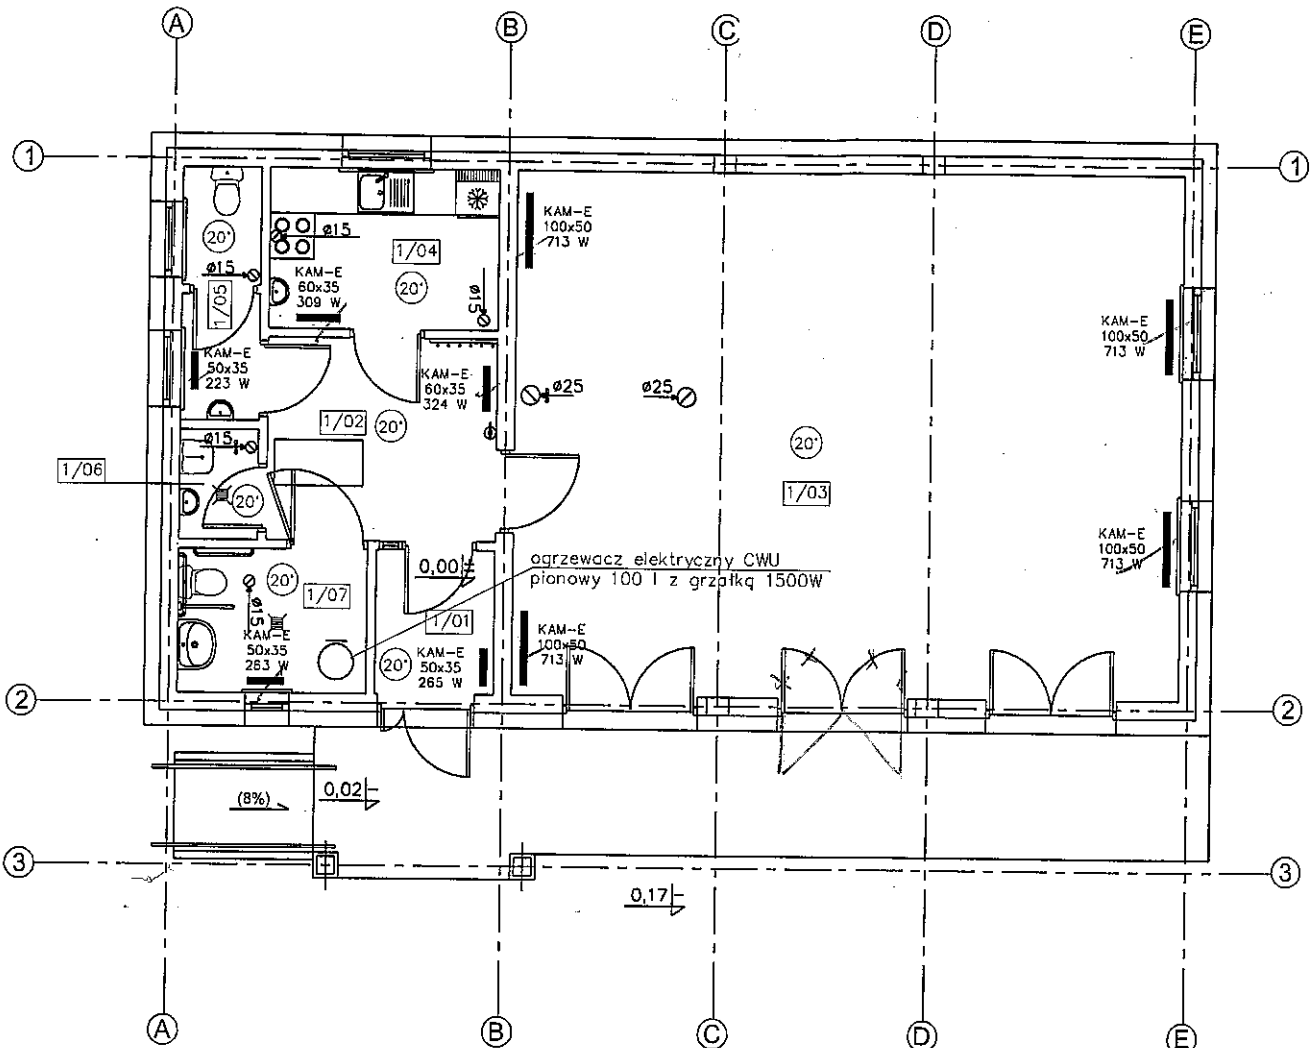 A
B
C
D
E
1
1
KAM-E
100x50
713 W
ø15
1/04
20°
20°
ø15
KAM-E
60x35
309 W
ø15
1/05
KAM-E
100x50
713 W
KAM-E
50x35
223 W
KAM-E
60x35
324 W
ø25
ø25
1/02
20°
20°
ø15
1/03
1/06
20°
KAM-E
100x50
713 W
ogrzewacz elektryczny CWU
pionowy 100 l z grzałką 1500W
0,00
20°
1/07
ø15
1/01
KAM-E
50x35
263 W
20°
KAM-E
50x35
265 W
KAM-E
100x50
713 W
2
2
(8%)
0,02
3
3
0,17
A
B
C
D
E